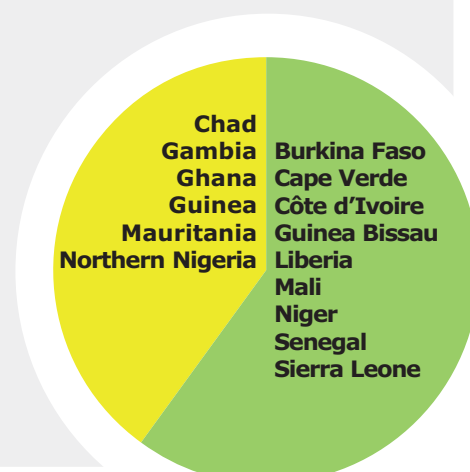 Chad
Gambia
Ghana
Guinea
Mauritania
Northern Nigeria
Burkina Faso
Cape Verde
Côte d’Ivoire
Guinea Bissau
Liberia
Mali
Niger
Senegal
Sierra Leone